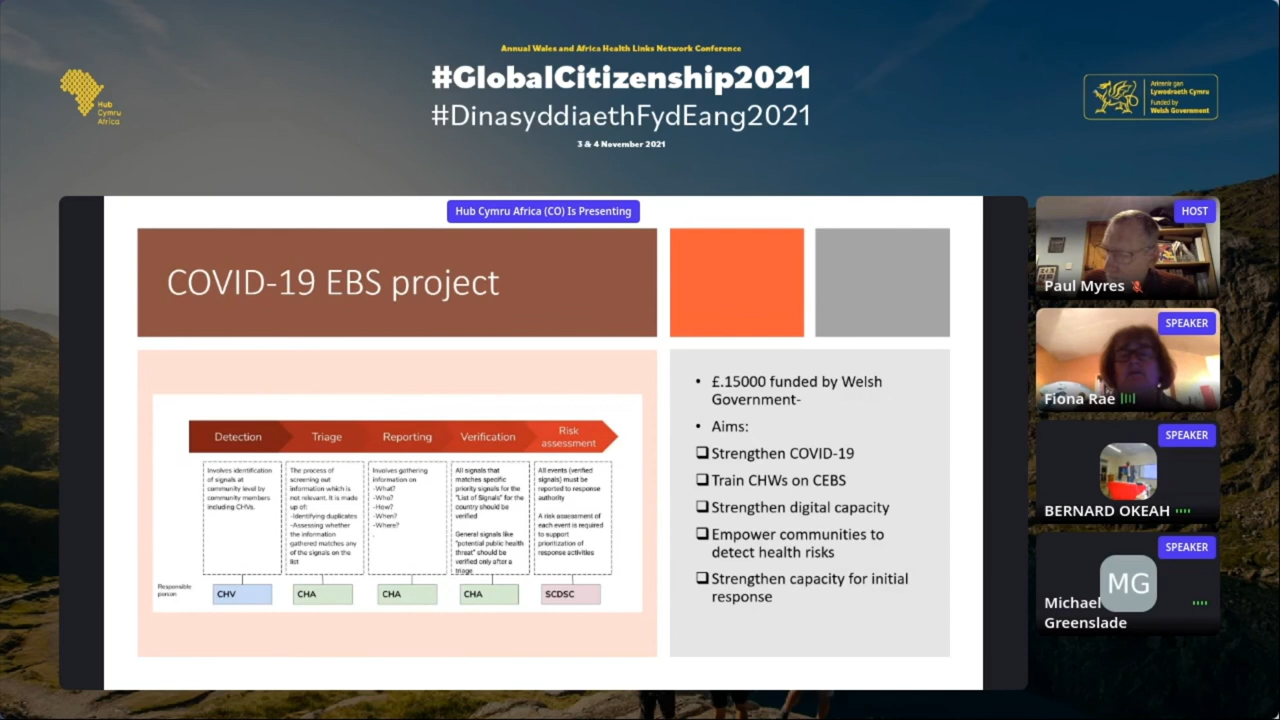 Annual Wales and Africa Health Links Network Conference
#GlobalCitizenship2021
#DinasyddiaethFydEang2021
3 & 4 November 2021
Hub
Cymru
Africa
Ariennir gan
Lywodraeth Cymru
Funded by
Welsh Government
Hub Cymru Africa (CO) Is Presenting
COVID-19 EBS project
Detection
Triage
Reporting
Verification
Risk
assessment
Involves identification
of signals at
community level by
community members
including CHVs.
The process of
screening out
information which is
not relevant. It is made
up of:
-Identifying duplicates
-Assessing whether
the information
gathered matches any
of the signals on the
list
Involves gathering
information on
-What?
-Who?
-How?
-When?
-Where?
.
All signals that
matches specific
priority signals for the
"List of Signals" for the
country should be
verified
General signals like
"potential public health
threat" should be
verified only after a
triage
All events (verified
signals) must be
reported to response
authority
A risk assessment of
each event is required
to support
prioritization of
response activities
Responsible
person
CHV
CHA
CHA
CHA
SCDSC
• £.15000 funded by Welsh
Government-
• Aims:
❑ Strengthen COVID-19
❑ Train CHWs on CEBS
❑ Strengthen digital capacity
❑ Empower communities to
detect health risks
❑ Strengthen capacity for initial
response
HOST
Paul Myres
SPEAKER
Fiona Rae
SPEAKER
BERNARD OKEAH
SPEAKER
MG
Michael
Greenslade